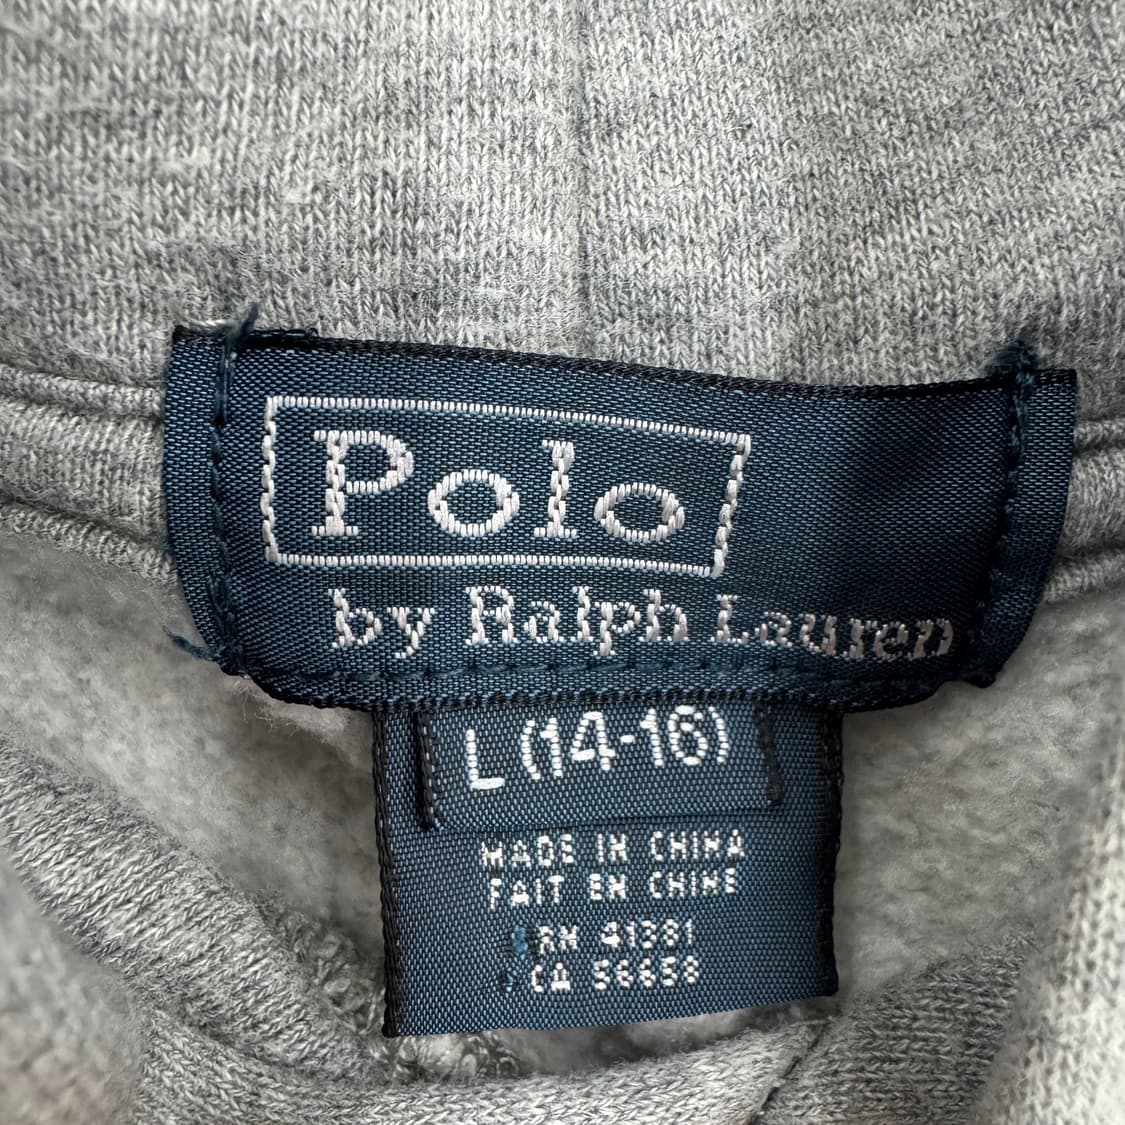 Polo
by Ralph Lauren
L (14-16)
MADE IN CHINA
FAIT EN CHINE
RN 41381
CA 56658